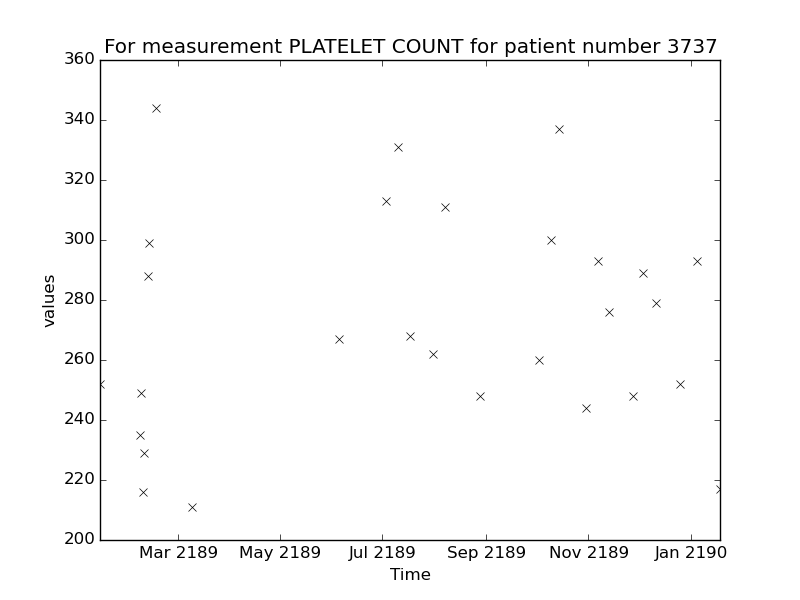 For measurement PLATELET COUNT for patient number 3737
360
340
320
300
280
260
240
220
200
values
Mar 2189 May 2189 Jul 2189 Sep 2189 Nov 2189 Jan 2190
Time